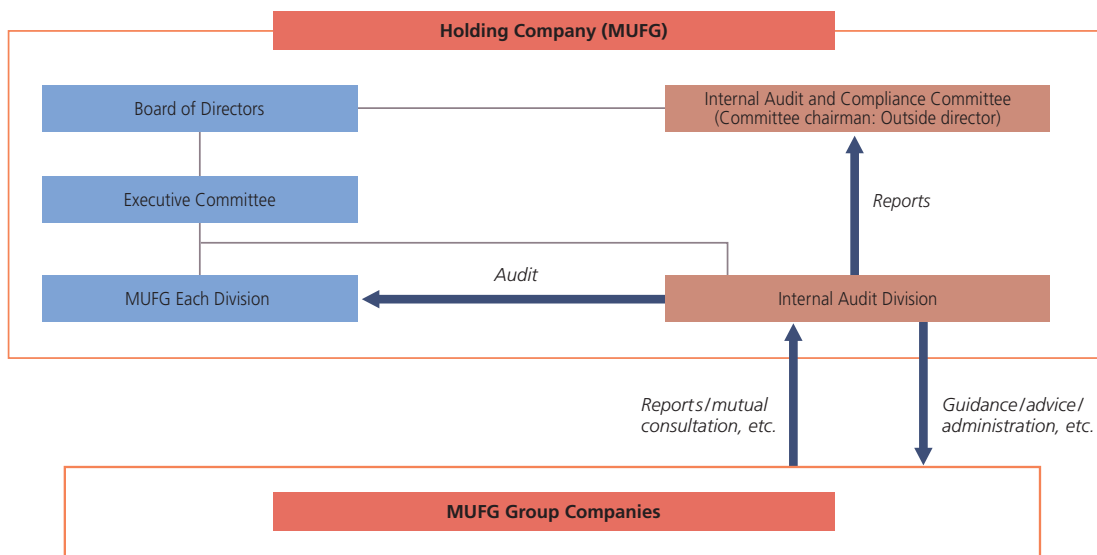 Holding Company (MUFG)
Board of Directors
Internal Audit and Compliance Committee
(Committee chairman: Outside director)
Executive Committee
Reports
Audit
MUFG Each Division
Internal Audit Division
Reports/mutual
consultation, etc.
Guidance/advice/
administration, etc.
MUFG Group Companies